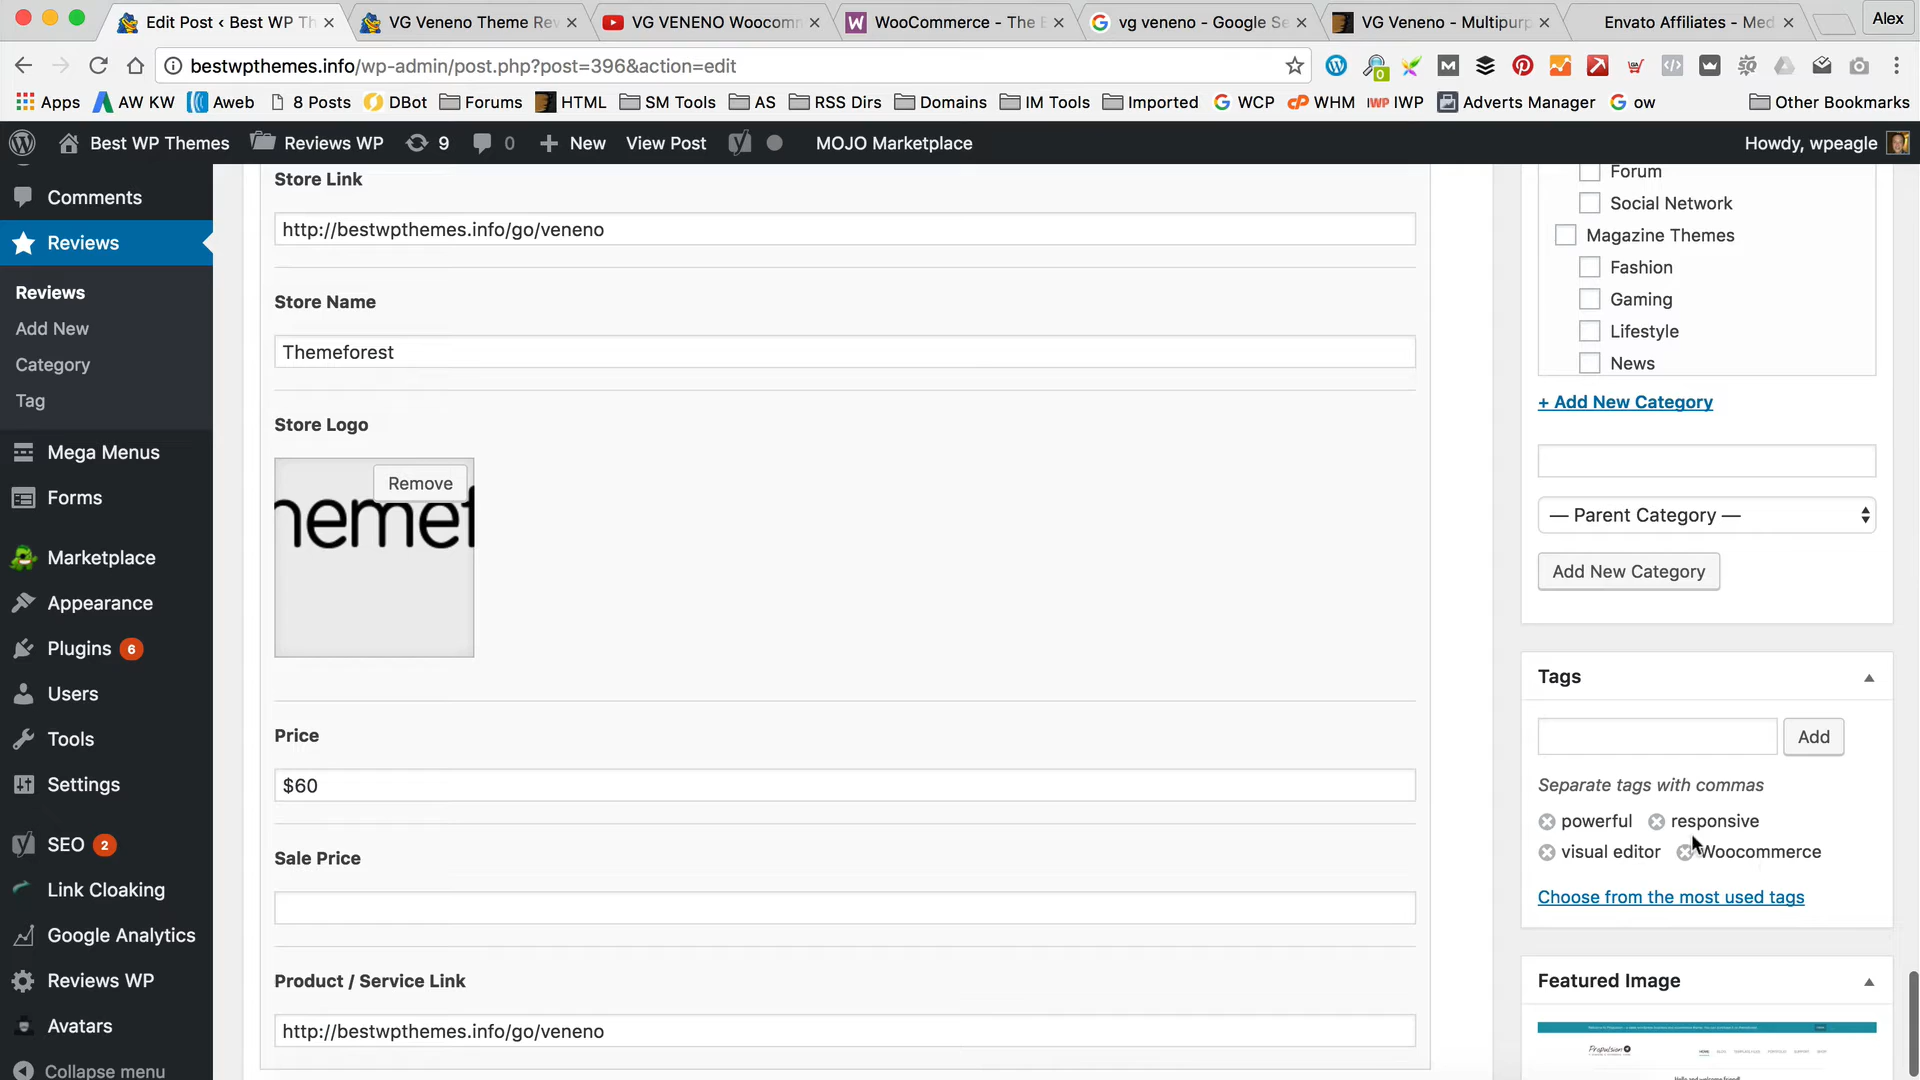 Edit Post ‹ Best WP Th
VG Veneno Theme Rev
VG VENENO Woocomm
WooCommerce - The E
vg veneno - Google Se
VG Veneno - Multipurp
Envato Affiliates - Med
Alex
bestwpthemes.info/wp-admin/post.php?post=396&action=edit
Apps
AW KW
Aweb
8 Posts
DBot
Forums
HTML
SM Tools
AS
RSS Dirs
Domains
IM Tools
Imported
WCP
WHM
IWP IWP
Adverts Manager
ow
Other Bookmarks
Best WP Themes
Reviews WP
9
0
New
View Post
MOJO Marketplace
Howdy, wpeagle
Comments
Reviews
Reviews
Add New
Category
Tag
Mega Menus
Forms
Marketplace
Appearance
Plugins 6
Users
Tools
Settings
SEO 2
Link Cloaking
Google Analytics
Reviews WP
Avatars
Collapse menu
Store Link
http://bestwpthemes.info/go/veneno
Store Name
Themeforest
Store Logo
Remove
hemef
Price
$60
Sale Price
Product / Service Link
http://bestwpthemes.info/go/veneno
Forum
Social Network
Magazine Themes
Fashion
Gaming
Lifestyle
News
+ Add New Category
— Parent Category —
Add New Category
Tags
Add
Separate tags with commas
powerful
responsive
visual editor
Woocommerce
Choose from the most used tags
Featured Image
Propulsion